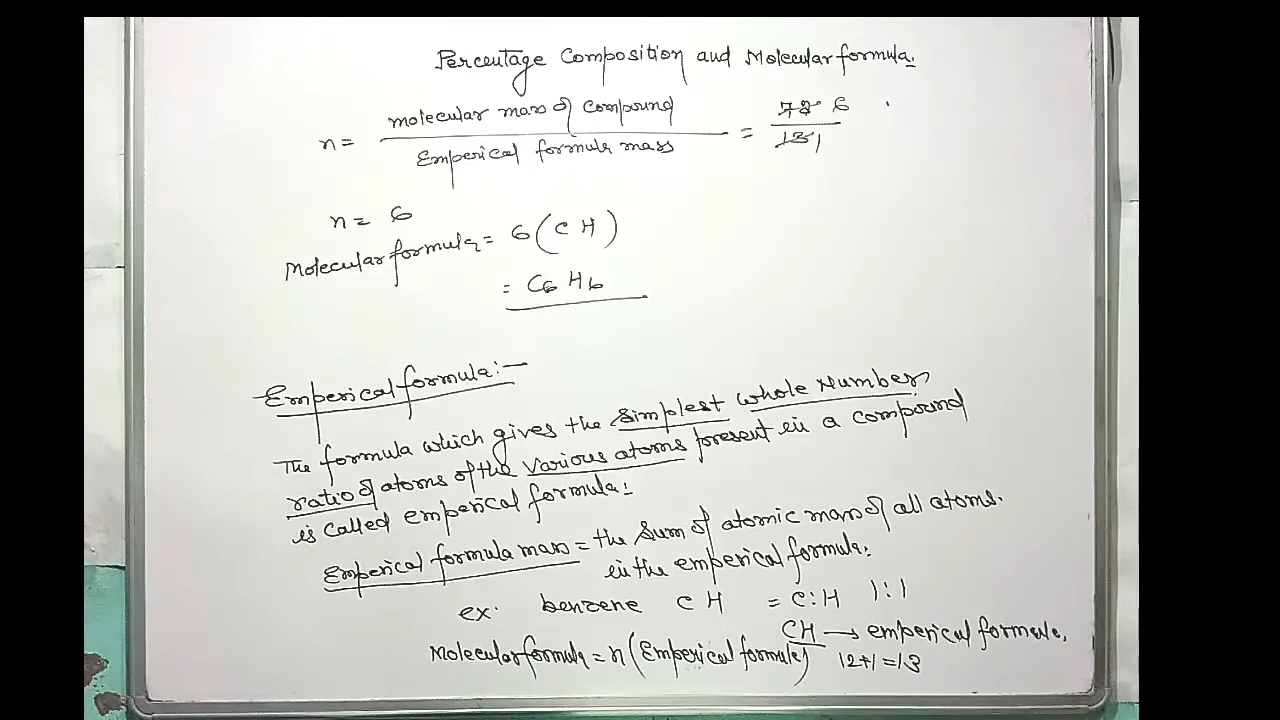 Percentage Composition and Molecular formula.
n = molecular mass of compound / Emperical formula mass = 78 6 / 13 1
n = 6
Molecular formula = 6 (CH)
= C6 H6
Emperical formula:-
The formula which gives the simplest whole Number
ratio of atoms of the various atoms present in a compound
is called emperical formula:
Emperical formula mass = the sum of atomic mass of all atoms.
in the emperical formula:
ex. benzene CH = C:H 1:1
CH → emperical formula,
Molecular formula = n (Emperical formula) 12+1=13